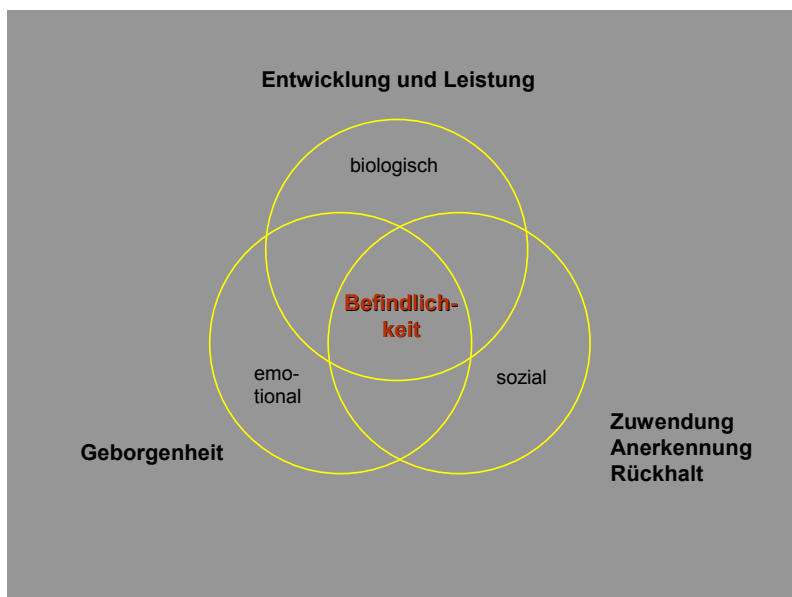 Entwicklung und Leistung
biologisch
Befindlich-
keit
emo-
tional
sozial
Geborgenheit
Zuwendung
Anerkennung
Rückhalt